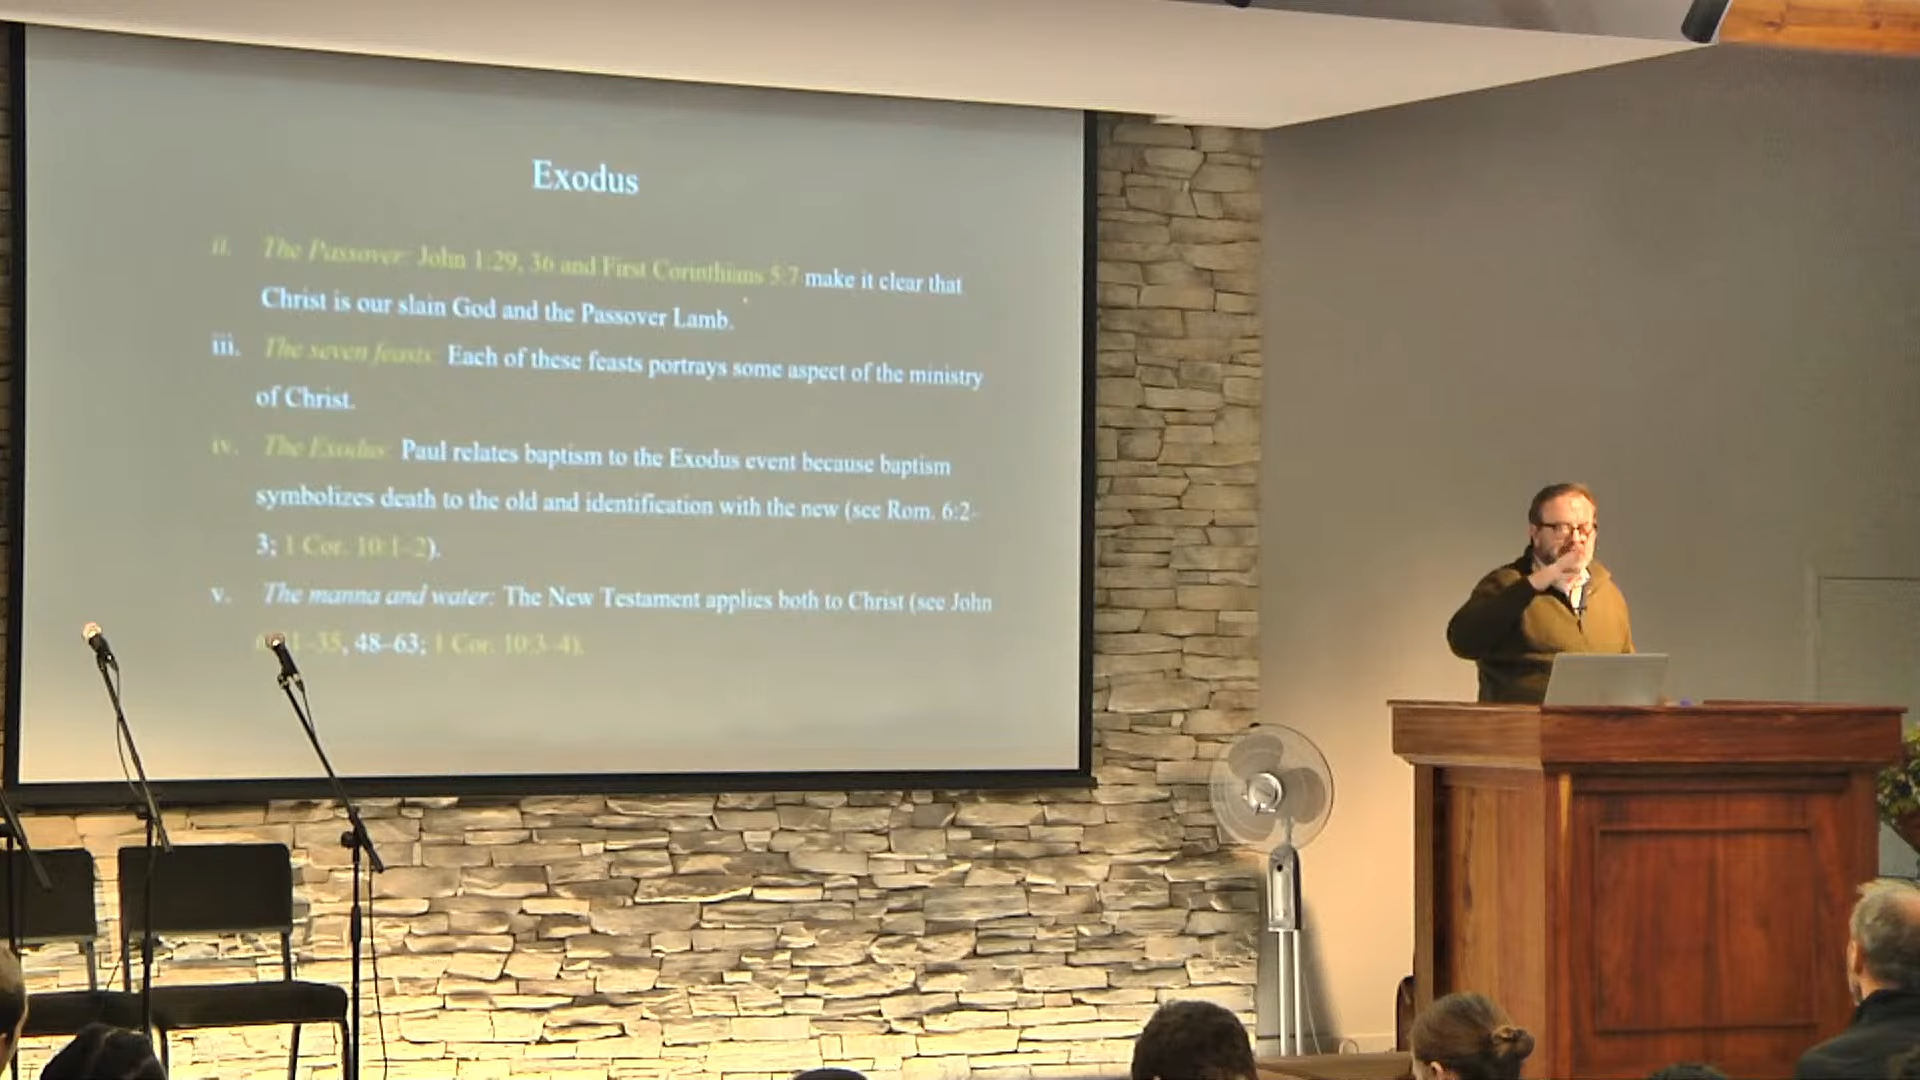 Exodus
ii. The Passover: John 1:29, 36 and First Corinthians 5:7 make it clear that
Christ is our slain God and the Passover Lamb.
iii. The seven feasts: Each of these feasts portrays some aspect of the ministry
of Christ.
iv. The Exodus: Paul relates baptism to the Exodus event because baptism
symbolizes death to the old and identification with the new (see Rom. 6:2-
3; 1 Cor. 10:1–2).
v. The manna and water: The New Testament applies both to Christ (see John
35, 48–63; 1 Cor. 10:3–4).